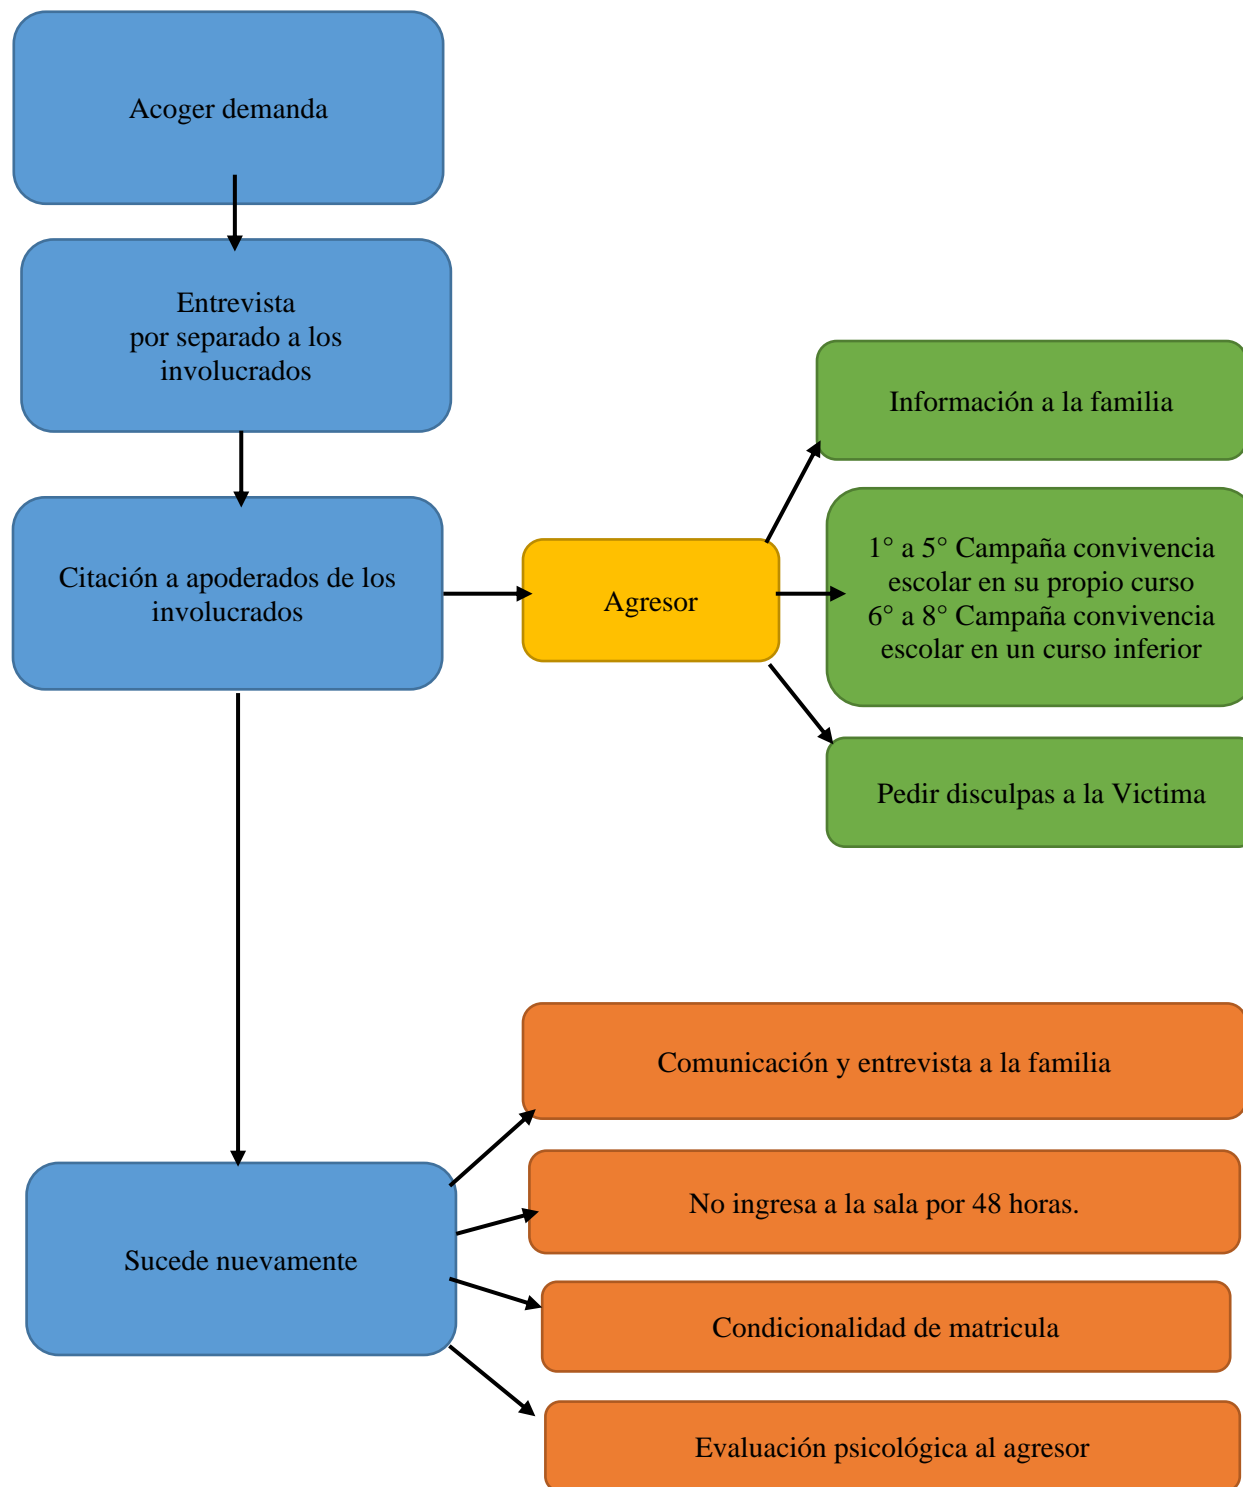 Acoger demanda
Entrevista
por separado a los
involucrados
Citación a apoderados de los
involucrados
Agresor
Información a la familia
1° a 5° Campaña convivencia
escolar en su propio curso
6° a 8° Campaña convivencia
escolar en un curso inferior
Pedir disculpas a la Victima
Sucede nuevamente
Comunicación y entrevista a la familia
No ingresa a la sala por 48 horas.
Condicionalidad de matricula
Evaluación psicológica al agresor